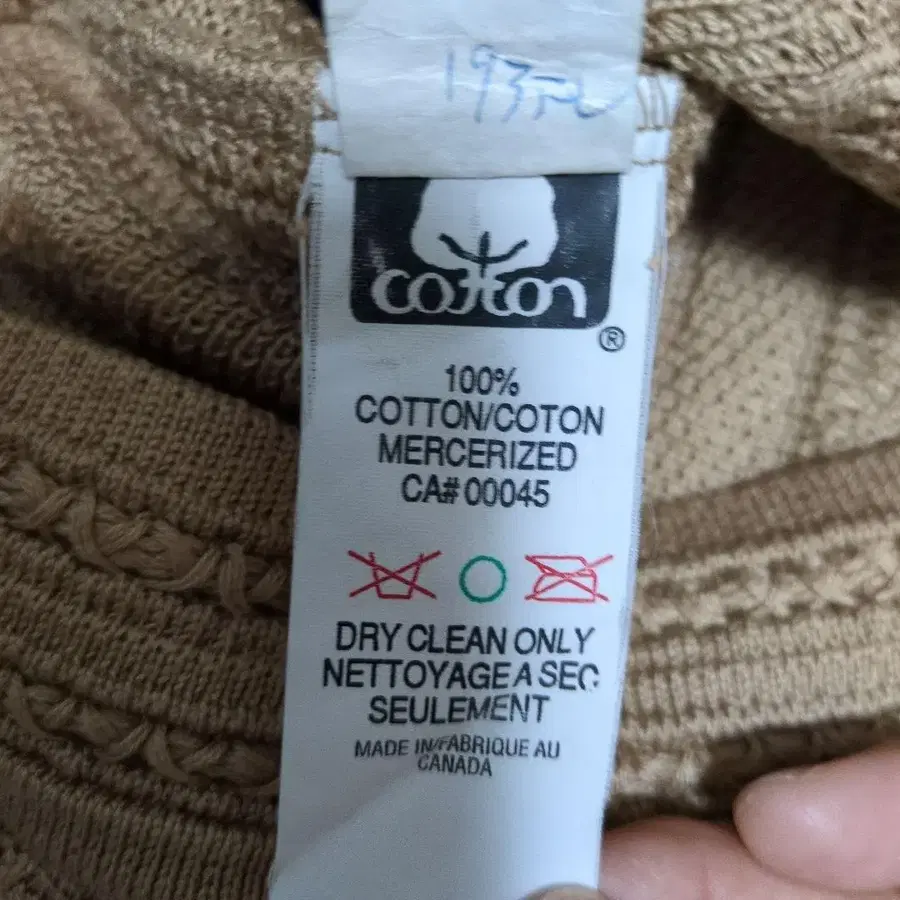 cotton
®
100%
COTTON/COTON
MERCERIZED
CA# 00045
DRY CLEAN ONLY
NETTOYAGE A SEC
SEULEMENT
MADE IN/FABRIQUE AU
CANADA